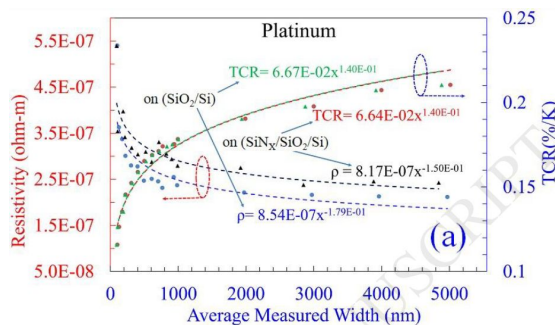 Platinum
0.25
0.2
0.15
0.1
TCR(%/K)
5.5E-07
4.5E-07
3.5E-07
2.5E-07
1.5E-07
5.0E-08
Resistivity (ohm-m)
TCR= 6.67E-02x^1.40E-01
on (SiO2/Si)
TCR= 6.64E-02x^1.40E-01
on (SiNX/SiO2/Si)
ρ = 8.17E-07x^-1.50E-01
ρ= 8.54E-07x^-1.79E-01
(a)
0 1000 2000 3000 4000 5000
Average Measured Width (nm)
USCRIPT